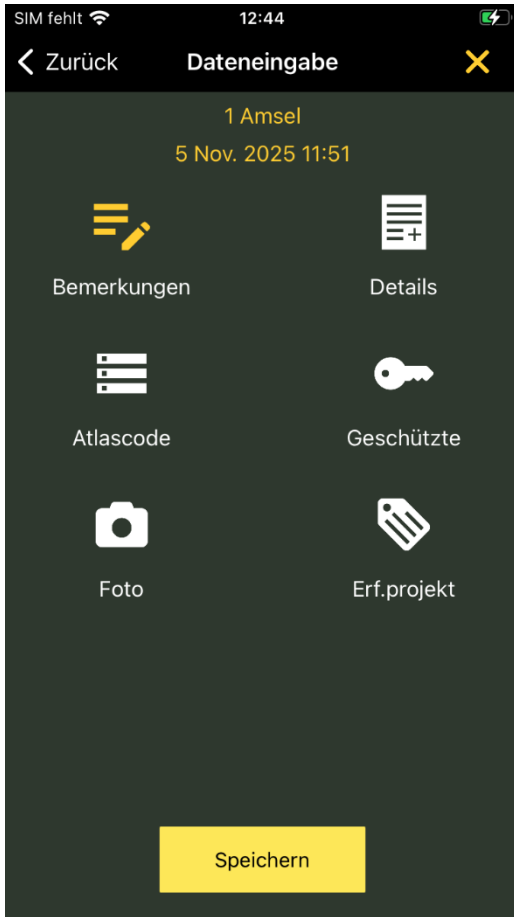 SIM fehlt 12:44
Zurück Dateneingabe
1 Amsel
5 Nov. 2025 11:51
Bemerkungen Details
Atlascode Geschützte
Foto Erf.projekt
Speichern